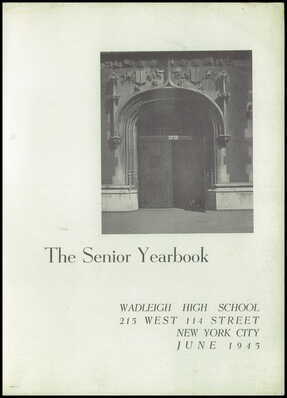 The Senior Yearbook
WADLEIGH HIGH SCHOOL
215 WEST 114 STREET
NEW YORK CITY
JUNE 1945